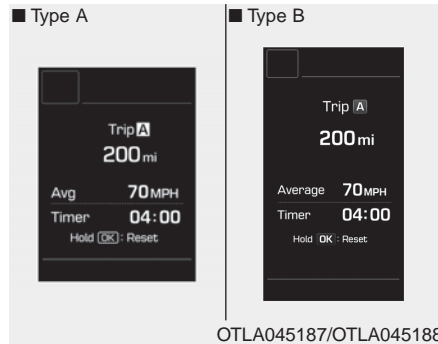 ■ Type A
Trip A
200 mi
Avg 70 MPH
Timer 04:00
Hold OK : Reset
■ Type B
Trip A
200 mi
Average 70 MPH
Timer 04:00
Hold OK : Reset
OTLA045187/OTLA045188